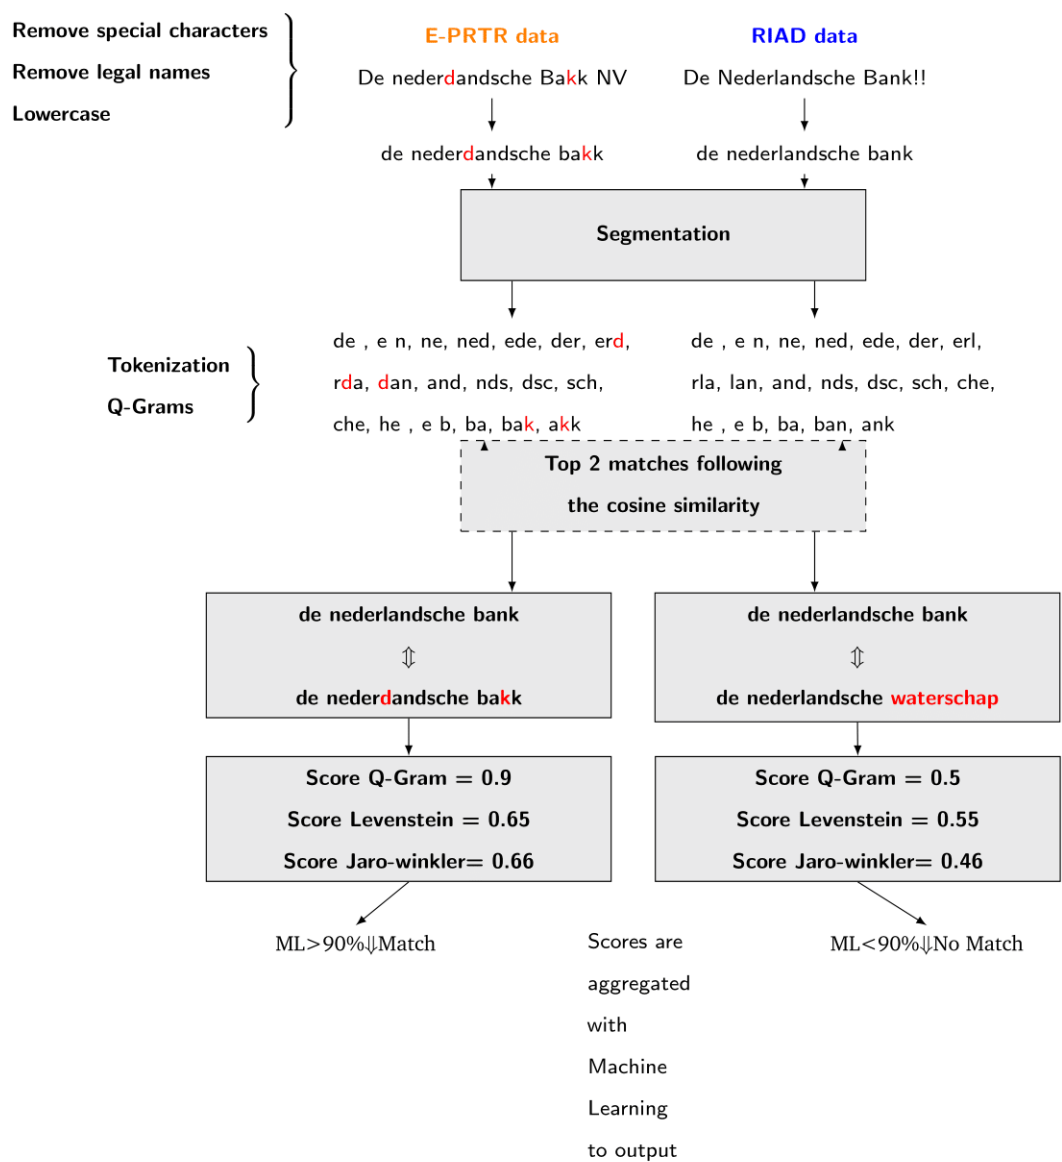 Remove special characters
Remove legal names
Lowercase
E-PRTR data
RIAD data
De nederdandsche Bakk NV
De Nederlandsche Bank!!
de nederdandsche bakk
de nederlandsche bank
Segmentation
Tokenization
Q-Grams
de , e n, ne, ned, ede, der, erd,
rda, dan, and, nds, dsc, sch,
che, he , e b, ba, bak, akk
de , e n, ne, ned, ede, der, erl,
rla, lan, and, nds, dsc, sch, che,
he , e b, ba, ban, ank
Top 2 matches following
the cosine similarity
de nederlandsche bank
⇕
de nederdandsche bakk
de nederlandsche bank
⇕
de nederlandsche waterschap
Score Q-Gram = 0.9
Score Levenstein = 0.65
Score Jaro-winkler= 0.66
Score Q-Gram = 0.5
Score Levenstein = 0.55
Score Jaro-winkler= 0.46
ML>90%⇓Match
Scores are
aggregated
with
Machine
Learning
to output
ML<90%⇓No Match